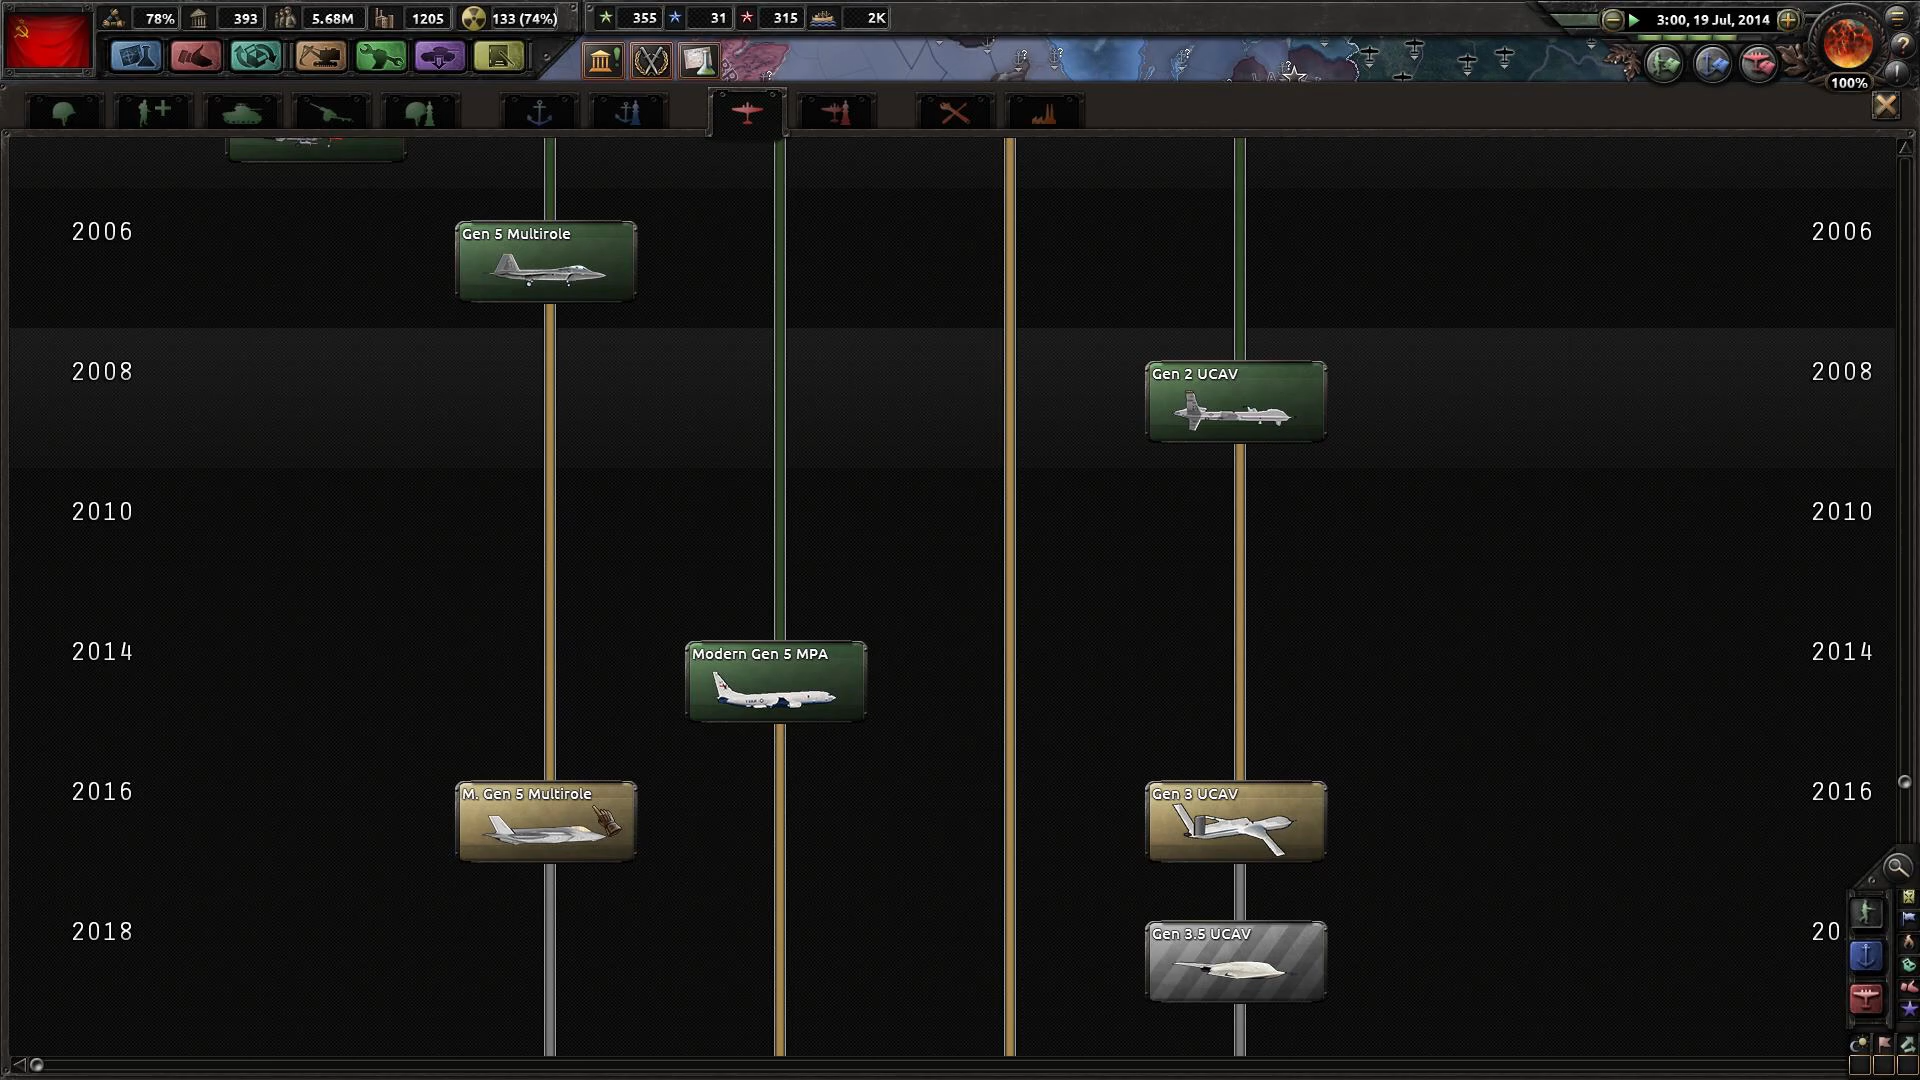 78% 393 5.68M 1205 133 (74%) 355 31 315 2K 3:00, 19 Jul, 2014
100%
2006 2006
Gen 5 Multirole
2008 2008
Gen 2 UCAV
2010 2010
2014 2014
Modern Gen 5 MPA
2016 2016
M. Gen 5 Multirole Gen 3 UCAV
2018 20
Gen 3.5 UCAV